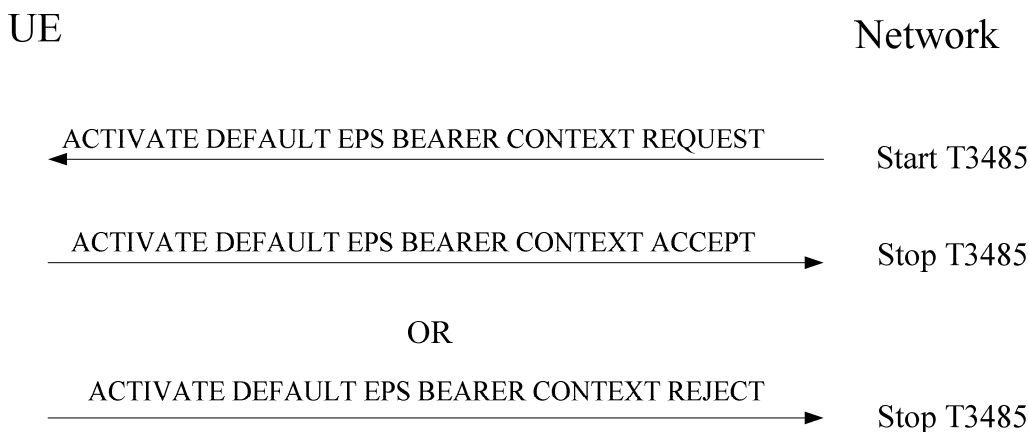 UE
Network
ACTIVATE DEFAULT EPS BEARER CONTEXT REQUEST
Start T3485
ACTIVATE DEFAULT EPS BEARER CONTEXT ACCEPT
Stop T3485
OR
ACTIVATE DEFAULT EPS BEARER CONTEXT REJECT
Stop T3485